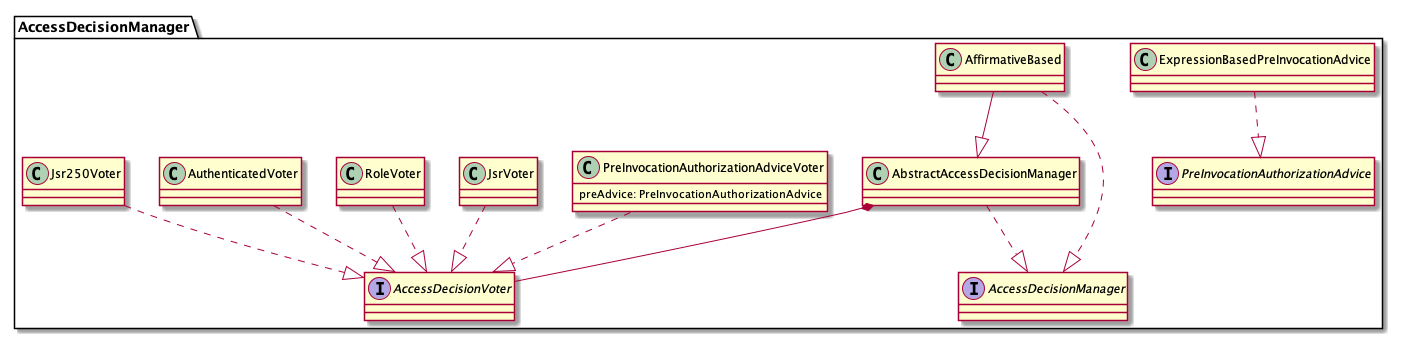 AccessDecisionManager
C AffirmativeBased
C ExpressionBasedPreInvocationAdvice
C Jsr250Voter
C AuthenticatedVoter
C RoleVoter
C JsrVoter
C PreInvocationAuthorizationAdviceVoter
preAdvice: PreInvocationAuthorizationAdvice
C AbstractAccessDecisionManager
I PreInvocationAuthorizationAdvice
I AccessDecisionVoter
I AccessDecisionManager